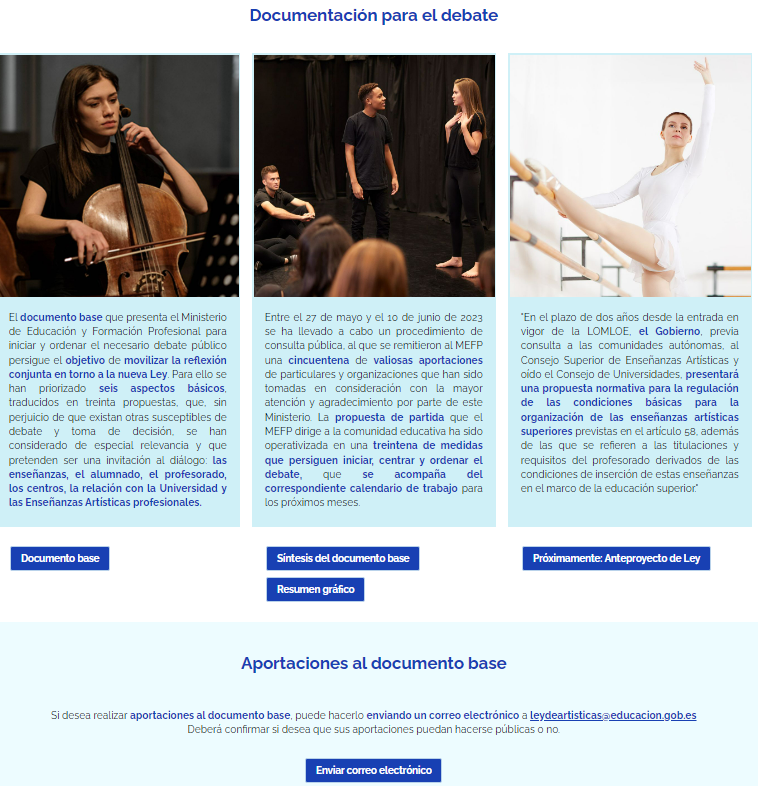 Documentación para el debate
El documento base que presenta el Ministerio
de Educación y Formación Profesional para
iniciar y ordenar el necesario debate público
persigue el objetivo de movilizar la reflexión
conjunta en torno a la nueva Ley. Para ello se
han priorizado seis aspectos básicos,
traducidos en treinta propuestas, que, sin
perjuicio de que existan otras susceptibles de
debate y toma de decisión, se han
considerado de especial relevancia y que
pretenden ser una invitación al diálogo: las
enseñanzas, el alumnado, el profesorado,
los centros, la relación con la Universidad y
las Enseñanzas Artísticas profesionales.
Documento base
Entre el 27 de mayo y el 10 de junio de 2023
se ha llevado a cabo un procedimiento de
consulta pública, al que se remitieron al MEFP
una cincuentena de valiosas aportaciones
de particulares y organizaciones que han sido
tomadas en consideración con la mayor
atención y agradecimiento por parte de este
Ministerio. La propuesta de partida que el
MEFP dirige a la comunidad educativa ha sido
operativizada en una treintena de medidas
que persiguen iniciar, centrar y ordenar el
debate, que se acompaña del
correspondiente calendario de trabajo para
los próximos meses.
Síntesis del documento base
Resumen gráfico
"En el plazo de dos años desde la entrada en
vigor de la LOMLOE, el Gobierno, previa
consulta a las comunidades autónomas, al
Consejo Superior de Enseñanzas Artísticas y
oído el Consejo de Universidades, presentará
una propuesta normativa para la regulación
de las condiciones básicas para la
organización de las enseñanzas artísticas
superiores previstas en el artículo 58, además
de las que se refieren a las titulaciones y
requisitos del profesorado derivados de las
condiciones de inserción de estas enseñanzas
en el marco de la educación superior."
Próximamente: Anteproyecto de Ley
Aportaciones al documento base
Si desea realizar aportaciones al documento base, puede hacerlo enviando un correo electrónico a leydeartisticas@educacion.gob.es
Deberá confirmar si desea que sus aportaciones puedan hacerse públicas o no.
Enviar correo electrónico